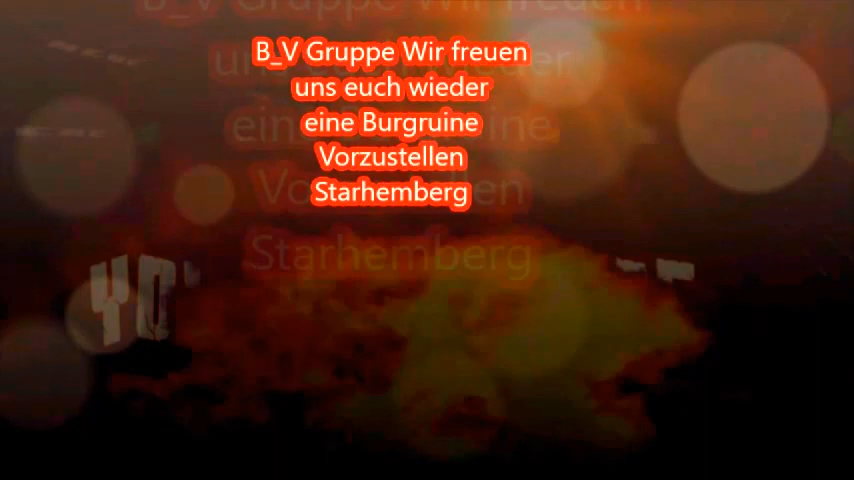 B_V Gruppe Wir freuen
uns euch wieder
eine Burgruine
Vorzustellen
Starhemberg